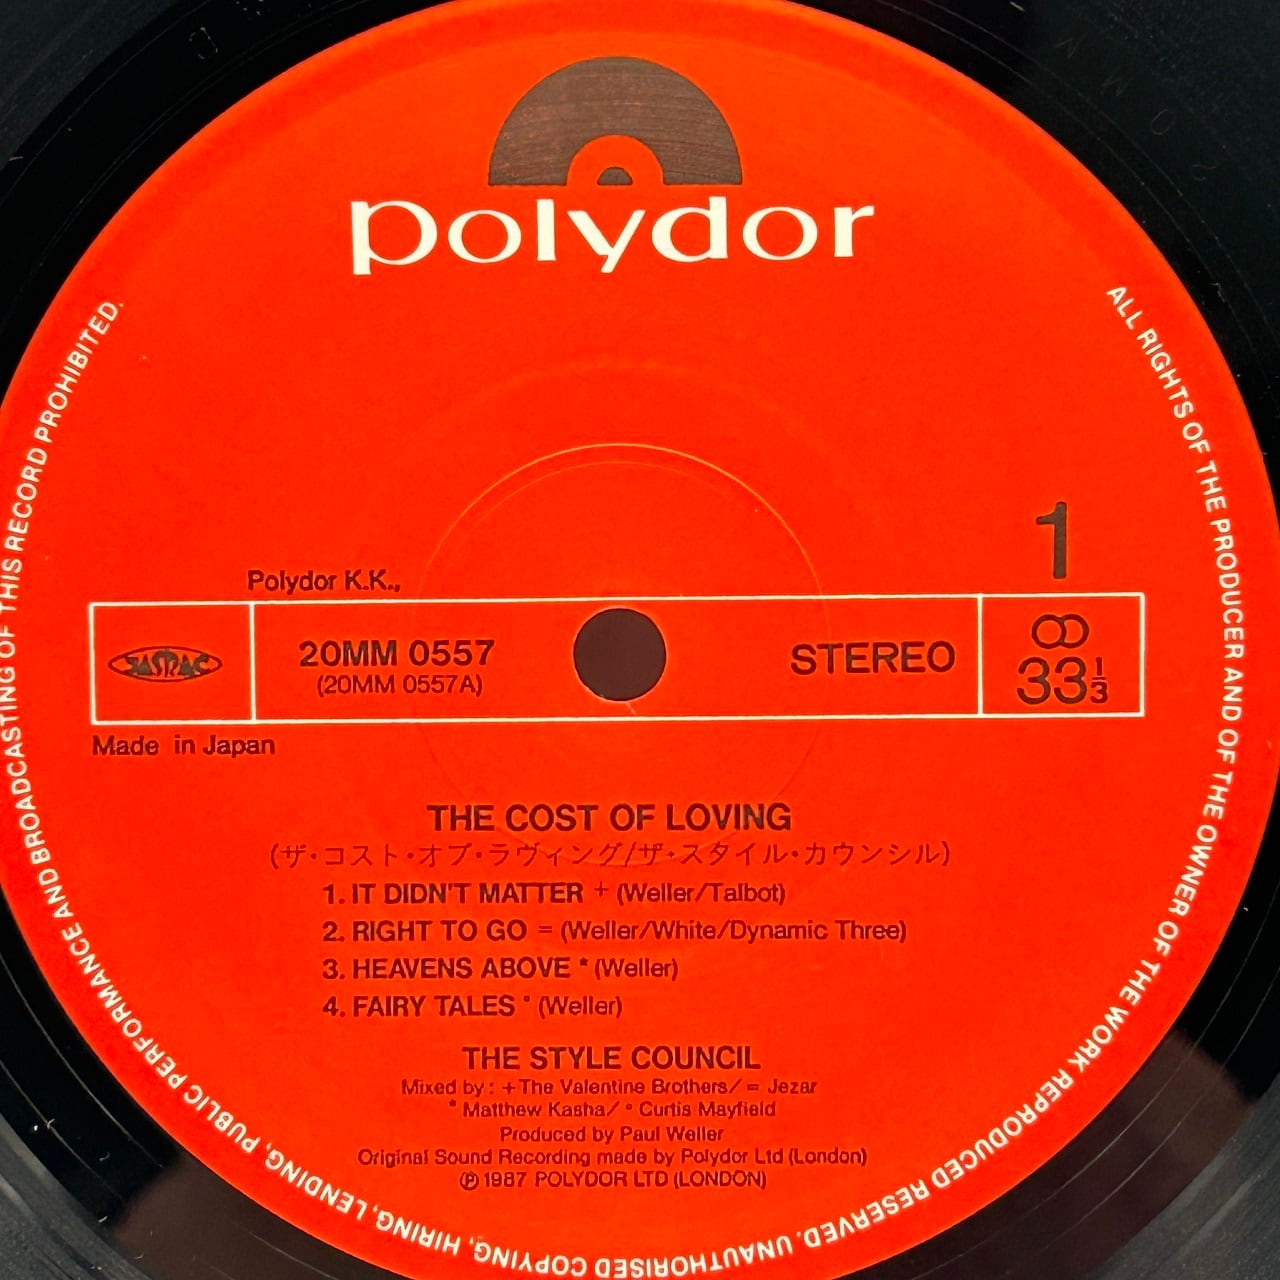 polydor
1
Polydor K.K.,
JASRAC
20MM 0557
(20MM 0557A)
STEREO
33 1/3
Made in Japan
THE COST OF LOVING
(ザ・コスト・オブ・ラヴィング/ザ・スタイル・カウンシル)
1. IT DIDN'T MATTER + (Weller/Talbot)
2. RIGHT TO GO = (Weller/White/Dynamic Three)
3. HEAVENS ABOVE * (Weller)
4. FAIRY TALES ° (Weller)
THE STYLE COUNCIL
Mixed by : +The Valentine Brothers/ = Jezar
* Matthew Kasha/ ° Curtis Mayfield
Produced by Paul Weller
Original Sound Recording made by Polydor Ltd (London)
℗ 1987 POLYDOR LTD (LONDON)
ALL RIGHTS OF THE PRODUCER AND OF THE OWNER OF THE WORK REPRODUCED RESERVED. UNAUTHORISED COPYING, HIRING, LENDING, PUBLIC PERFORMANCE AND BROADCASTING OF THIS RECORD PROHIBITED.